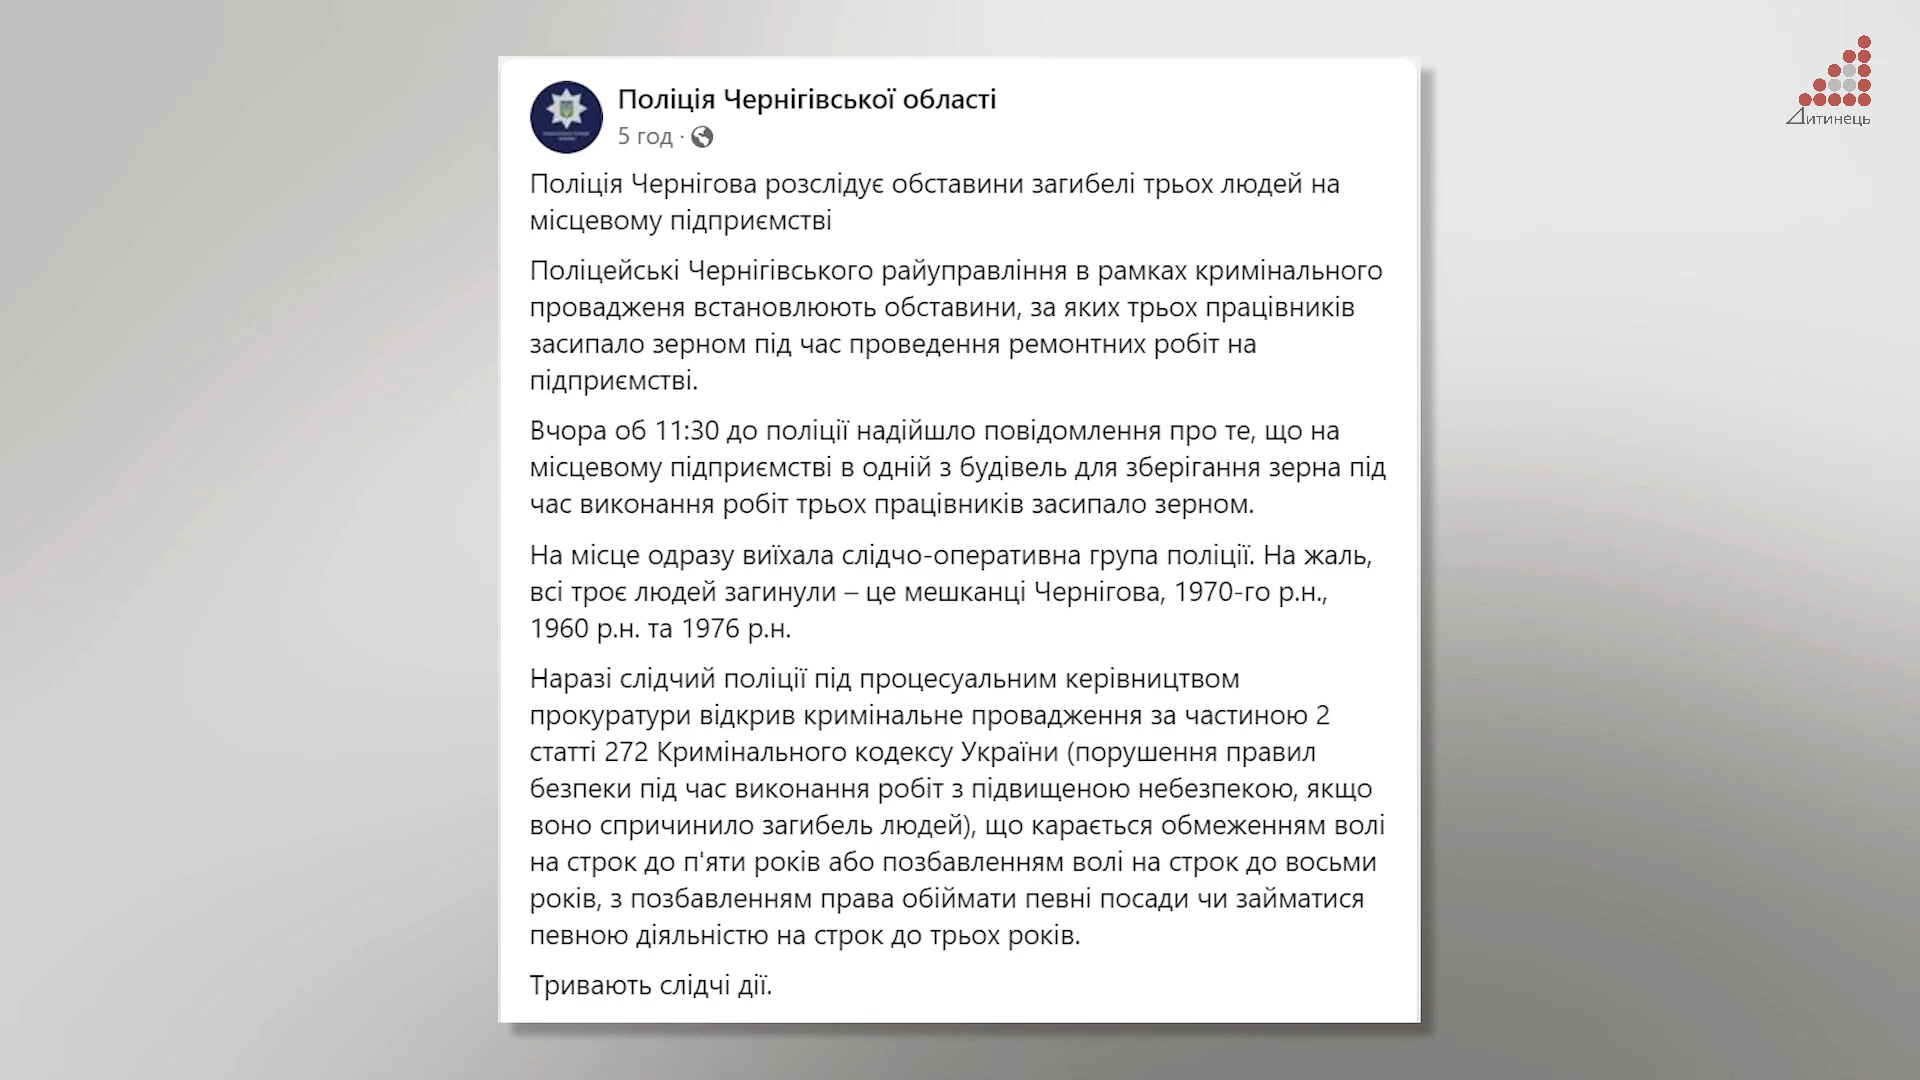 Поліція Чернігівської області
5 год ·
Дитинець
Поліція Чернігова розслідує обставини загибелі трьох людей на
місцевому підприємстві
Поліцейські Чернігівського райуправління в рамках кримінального
провадженя встановлюють обставини, за яких трьох працівників
засипало зерном під час проведення ремонтних робіт на
підприємстві.
Вчора об 11:30 до поліції надійшло повідомлення про те, що на
місцевому підприємстві в одній з будівель для зберігання зерна під
час виконання робіт трьох працівників засипало зерном.
На місце одразу виїхала слідчо-оперативна група поліції. На жаль,
всі троє людей загинули – це мешканці Чернігова, 1970-го р.н.,
1960 р.н. та 1976 р.н.
Наразі слідчий поліції під процесуальним керівництвом
прокуратури відкрив кримінальне провадження за частиною 2
статті 272 Кримінального кодексу України (порушення правил
безпеки під час виконання робіт з підвищеною небезпекою, якщо
воно спричинило загибель людей), що карається обмеженням волі
на строк до п'яти років або позбавленням волі на строк до восьми
років, з позбавленням права обіймати певні посади чи займатися
певною діяльністю на строк до трьох років.
Тривають слідчі дії.